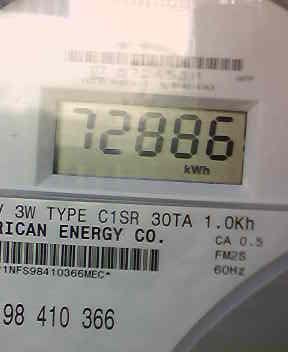 72886
kWh
V 3W TYPE C1SR 30TA 1.0Kh
RICAN ENERGY CO.
CA 0.5
FM2S
60Hz
1NFS98410366MEC*
98 410 366